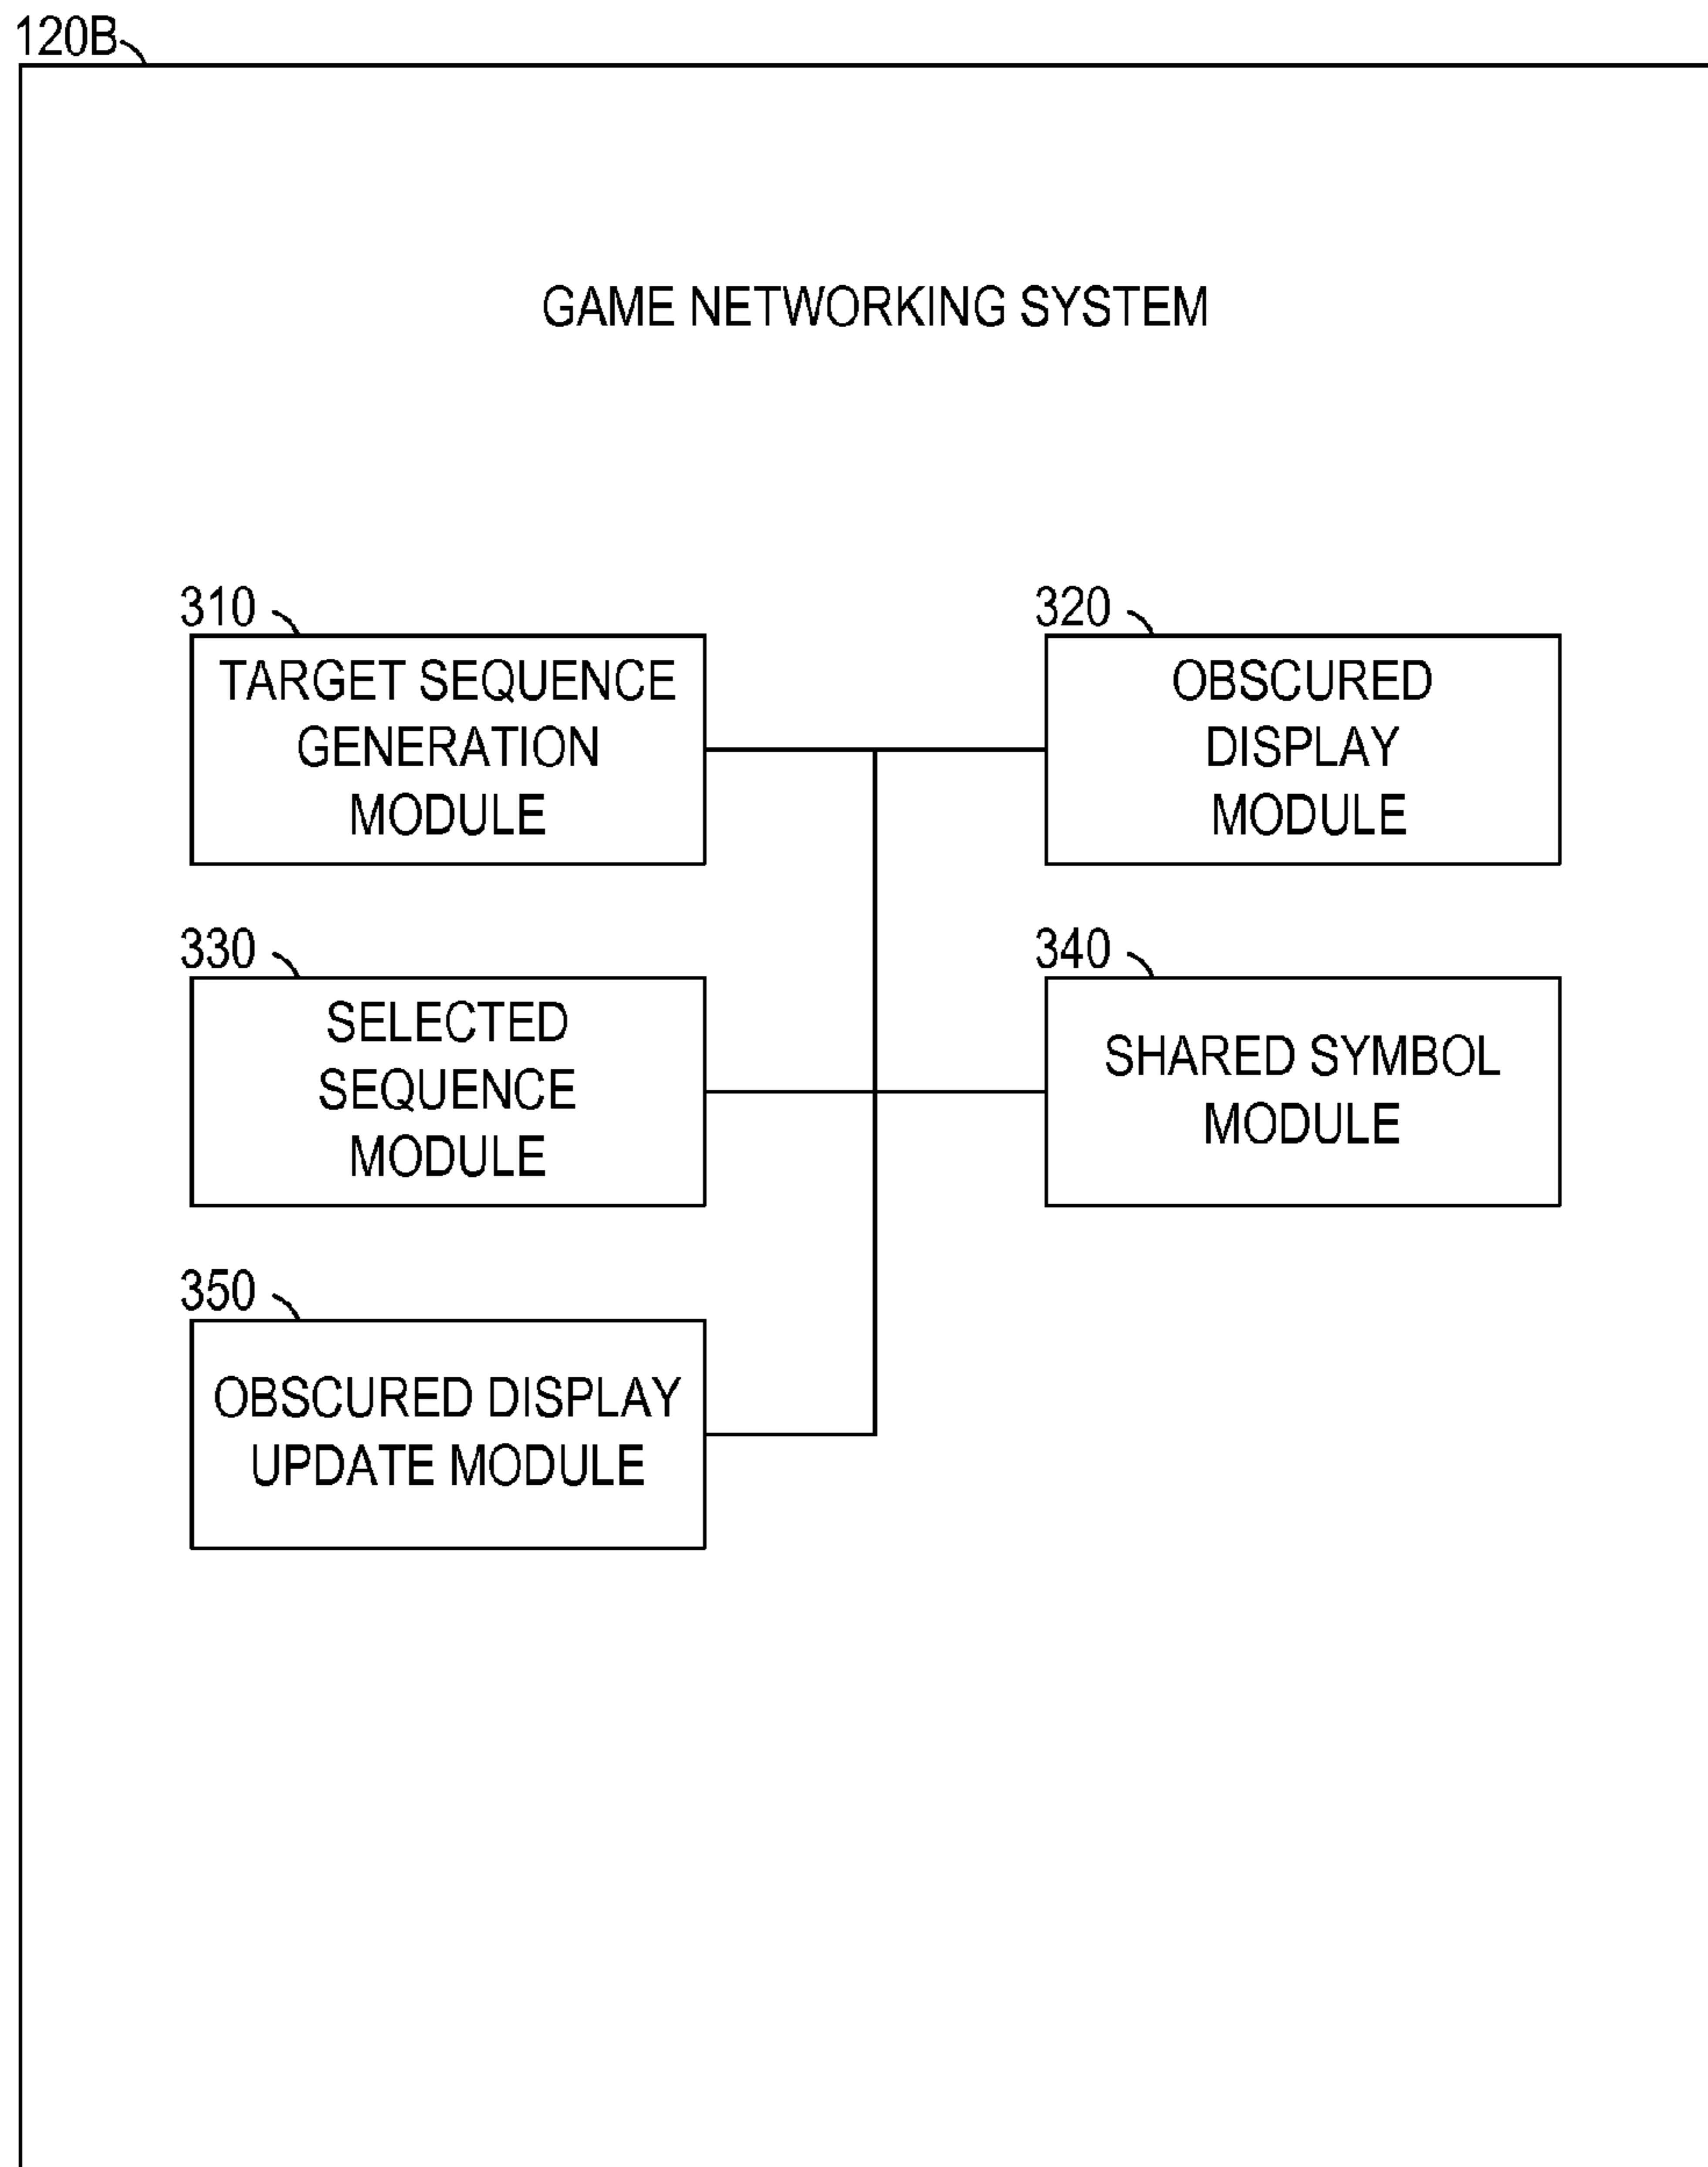 120B
GAME NETWORKING SYSTEM
310
TARGET SEQUENCE
GENERATION
MODULE
320
OBSCURED
DISPLAY
MODULE
330
SELECTED
SEQUENCE
MODULE
340
SHARED SYMBOL
MODULE
350
OBSCURED DISPLAY
UPDATE MODULE